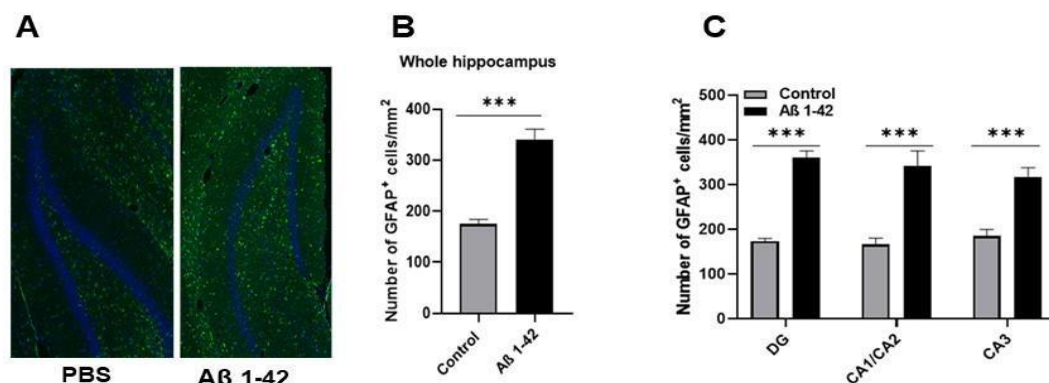 A
PBS
Aß 1-42
B
Whole hippocampus
Number of GFAP⁺ cells/mm²
400
300
200
100
0
***
Control
Aß 1-42
C
Number of GFAP⁺ cells/mm²
500
400
300
200
100
0
Control
Aß 1-42
***
***
***
DG
CA1/CA2
CA3